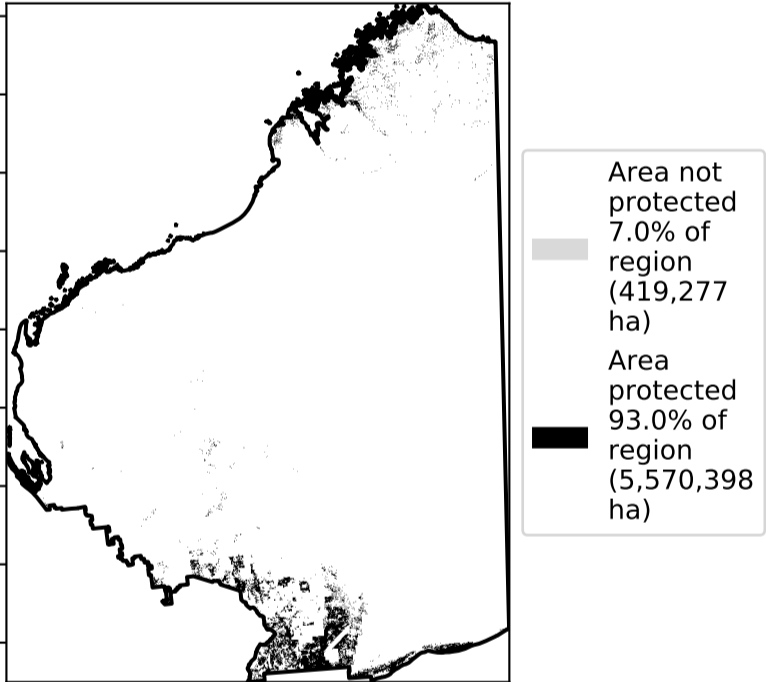 Area not
protected
7.0% of
region
(419,277
ha)
Area
protected
93.0% of
region
(5,570,398
ha)